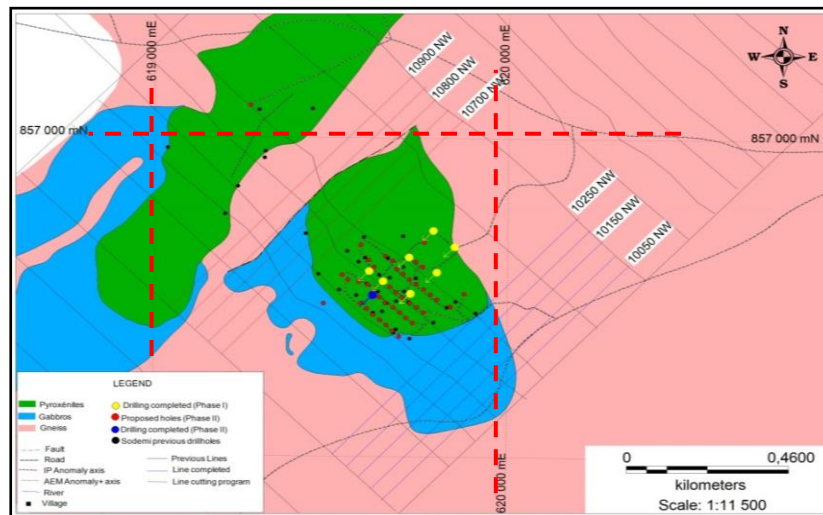 619 000 mE
620 000 mE
10900 NW
10800 NW
10700 NW
N
W E
S
857 000 mN
857 000 mN
10250 NW
10150 NW
10050 NW
620 000 mE
LEGEND
Pyroxénites
Gabbros
Gneiss
Drilling completed (Phase I)
Proposed holes (Phase II)
Drilling completed (Phase II)
Sodemi previous drillholes
Fault
Road
IP Anomaly axis
AEM Anomaly+ axis
River
Village
Previous Lines
Line completed
Line cutting program
0 0,4600
kilometers
Scale: 1:11 500